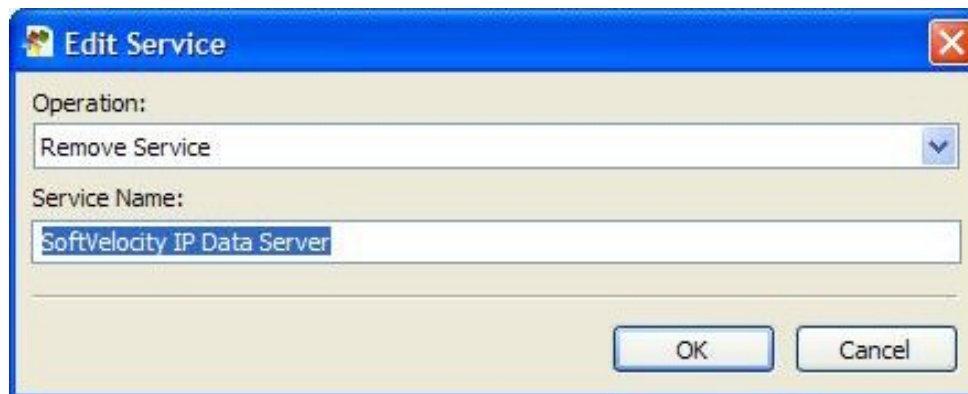 Edit Service
Operation:
Remove Service
Service Name:
SoftVelocity IP Data Server
OK Cancel